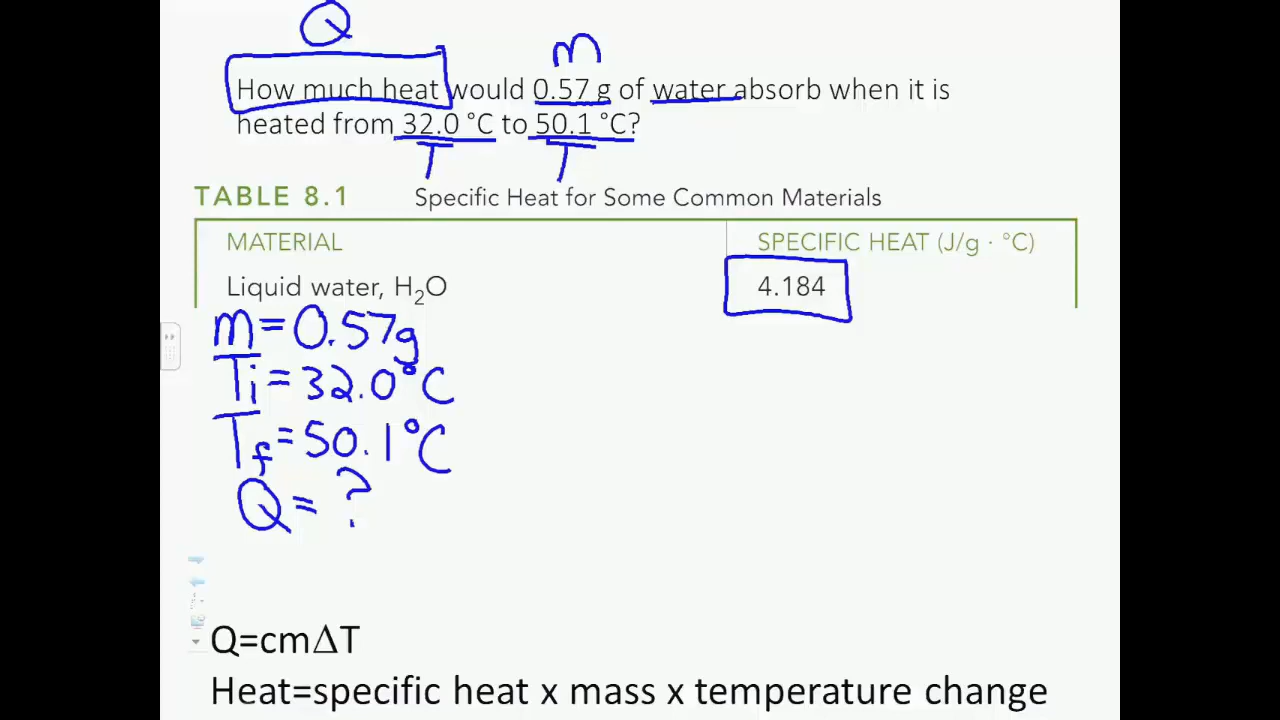 Q
m
How much heat would 0.57 g of water absorb when it is
heated from 32.0 °C to 50.1 °C?
T T
TABLE 8.1 Specific Heat for Some Common Materials
MATERIAL SPECIFIC HEAT (J/g · °C)
Liquid water, H₂O 4.184
m=0.57g
Ti=32.0°C
Tf=50.1°C
Q=?
Q=cm∆T
Heat=specific heat x mass x temperature change